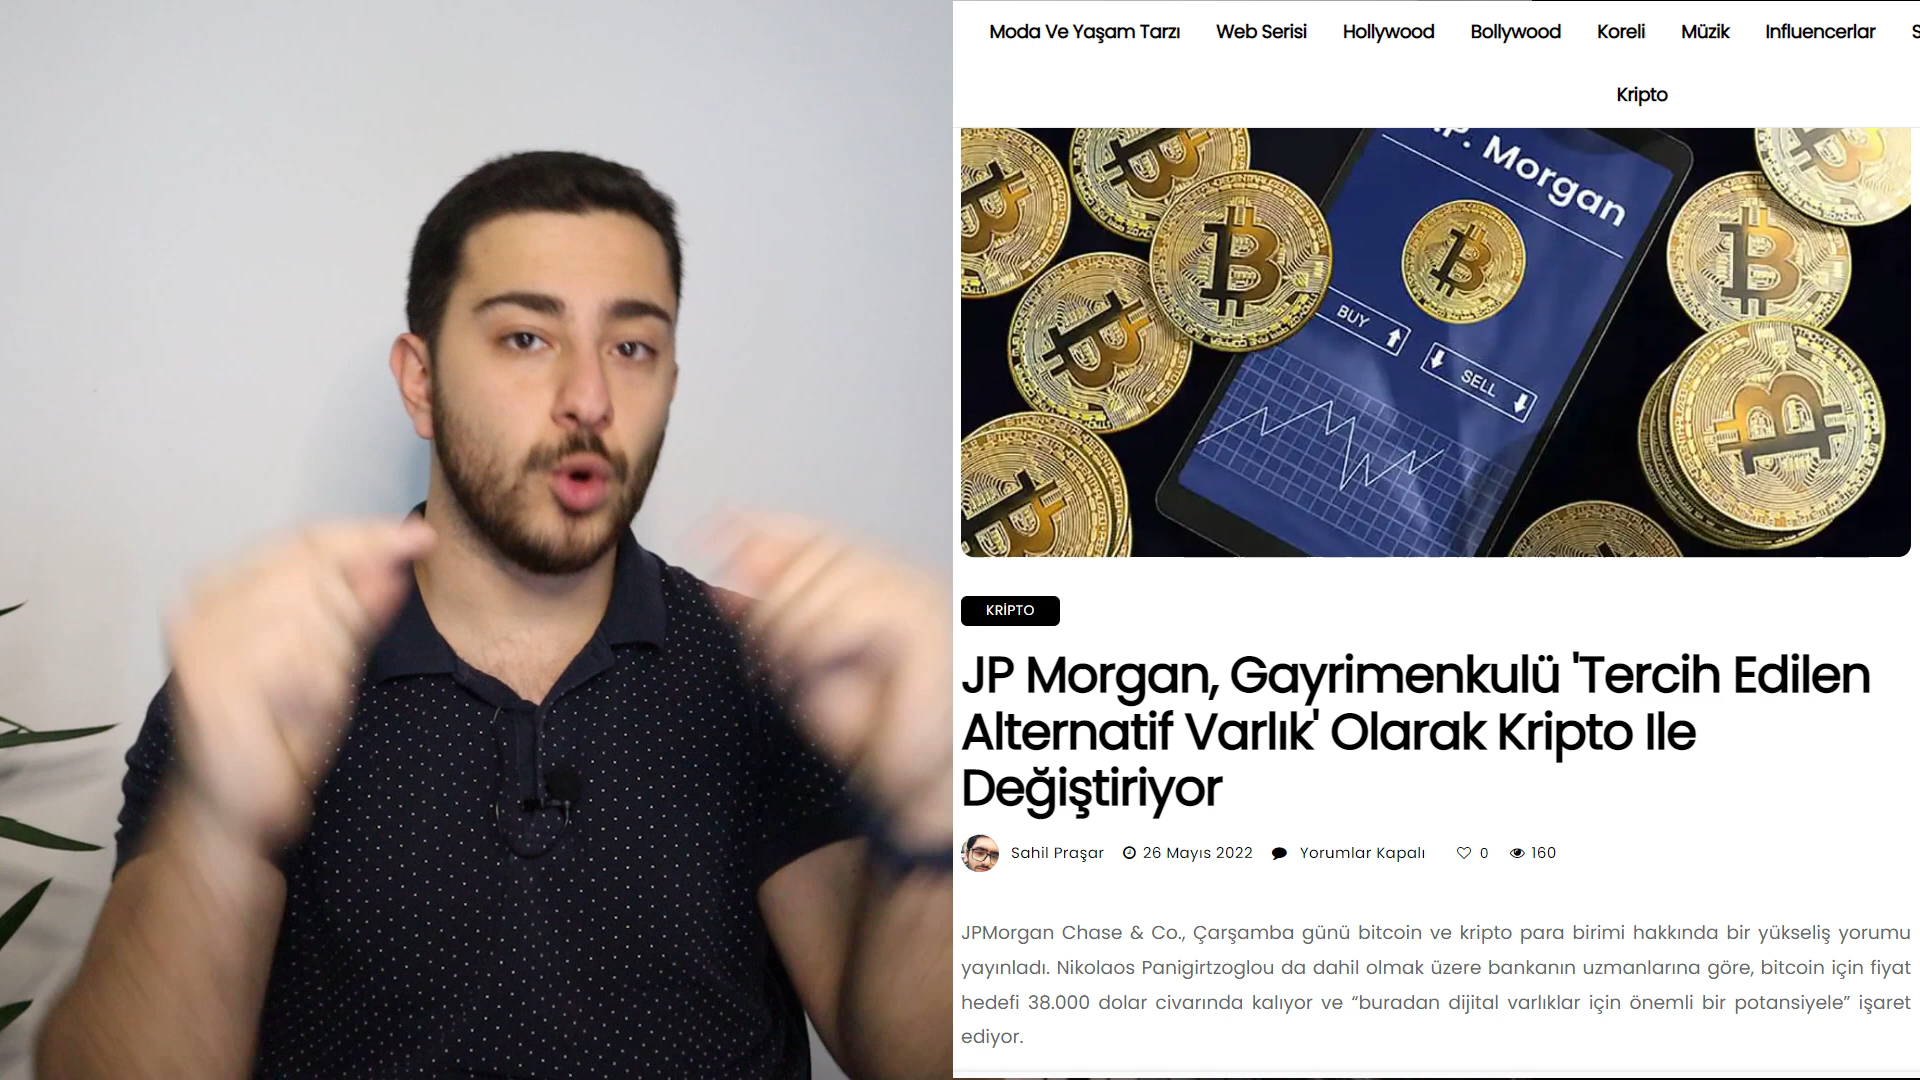 Moda Ve Yaşam Tarzı Web Serisi Hollywood Bollywood Koreli Müzik Influencerlar S
Kripto
J.P. Morgan
BUY
SELL
KRİPTO
JP Morgan, Gayrimenkulü 'Tercih Edilen
Alternatif Varlık' Olarak Kripto Ile
Değiştiriyor
Sahil Praşar 26 Mayıs 2022 Yorumlar Kapalı 0 160
JPMorgan Chase & Co., Çarşamba günü bitcoin ve kripto para birimi hakkında bir yükseliş yorumu
yayınladı. Nikolaos Panigirtzoglou da dahil olmak üzere bankanın uzmanlarına göre, bitcoin için fiyat
hedefi 38.000 dolar civarında kalıyor ve “buradan dijital varlıklar için önemli bir potansiyele” işaret
ediyor.